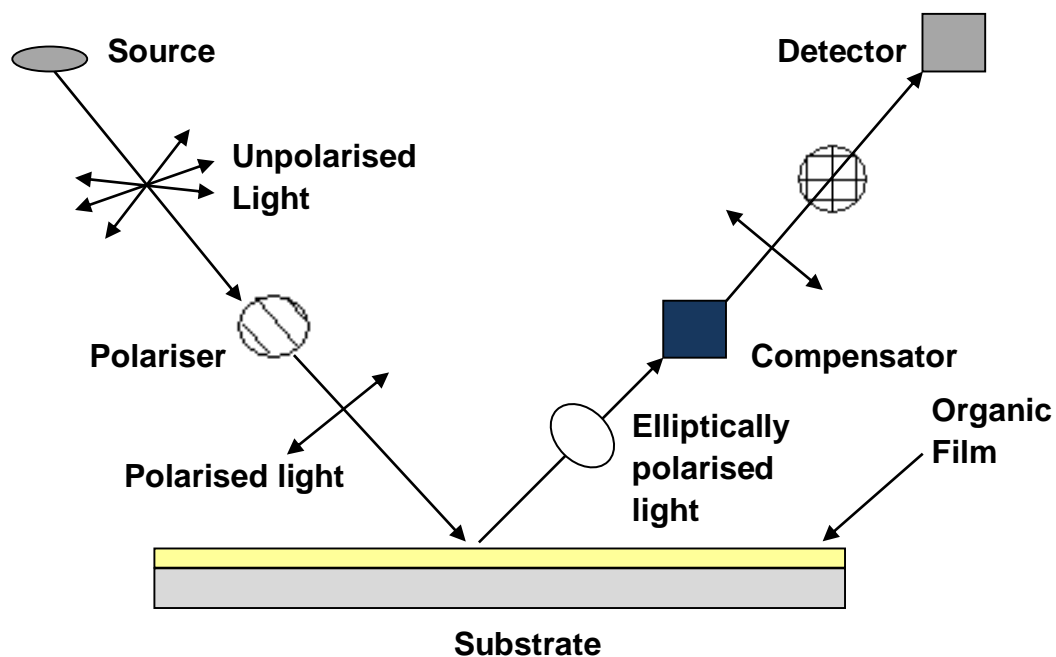 Source
Detector
Unpolarised
Light
Polariser
Compensator
Organic
Film
Elliptically
polarised
light
Polarised light
Substrate